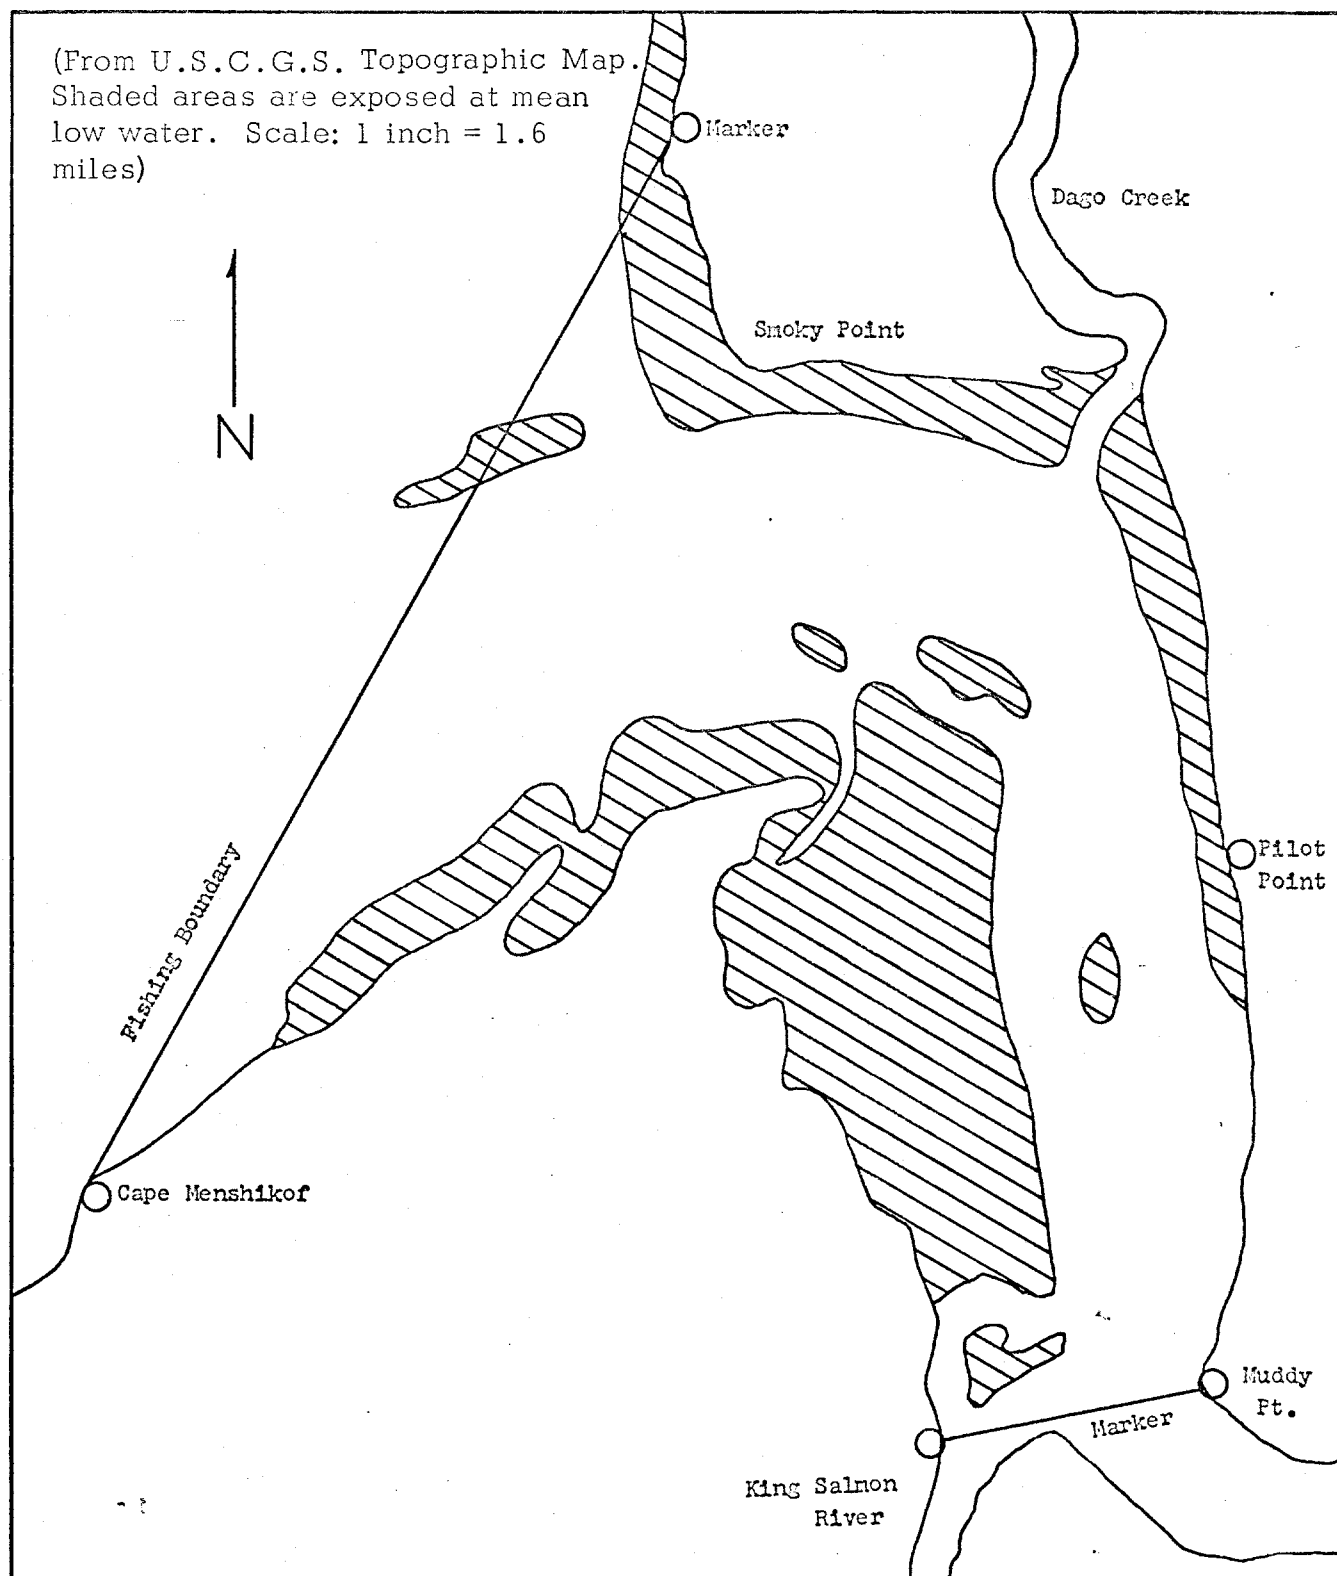 (From U.S.C.G.S. Topographic Map.
Shaded areas are exposed at mean
low water. Scale: 1 inch = 1.6
miles)
Marker
Dago Creek
N
Smoky Point
Fishing Boundary
Pilot
Point
Cape Menshikof
Muddy
Pt.
Marker
King Salmon
River